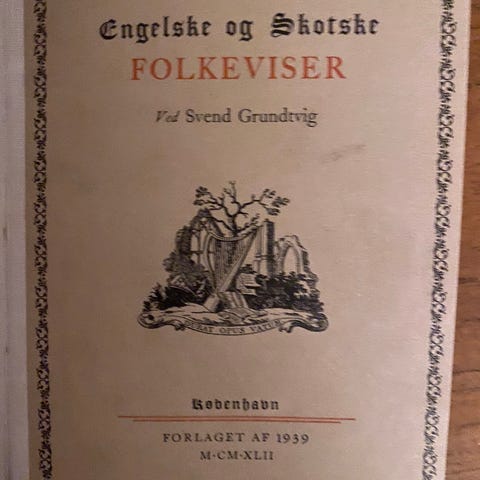 Engelske og Skotske
FOLKEVISER
Ved Svend Grundtvig
DURAT OPUS VATUM
København
FORLAGET AF 1939
M·CM·XLII